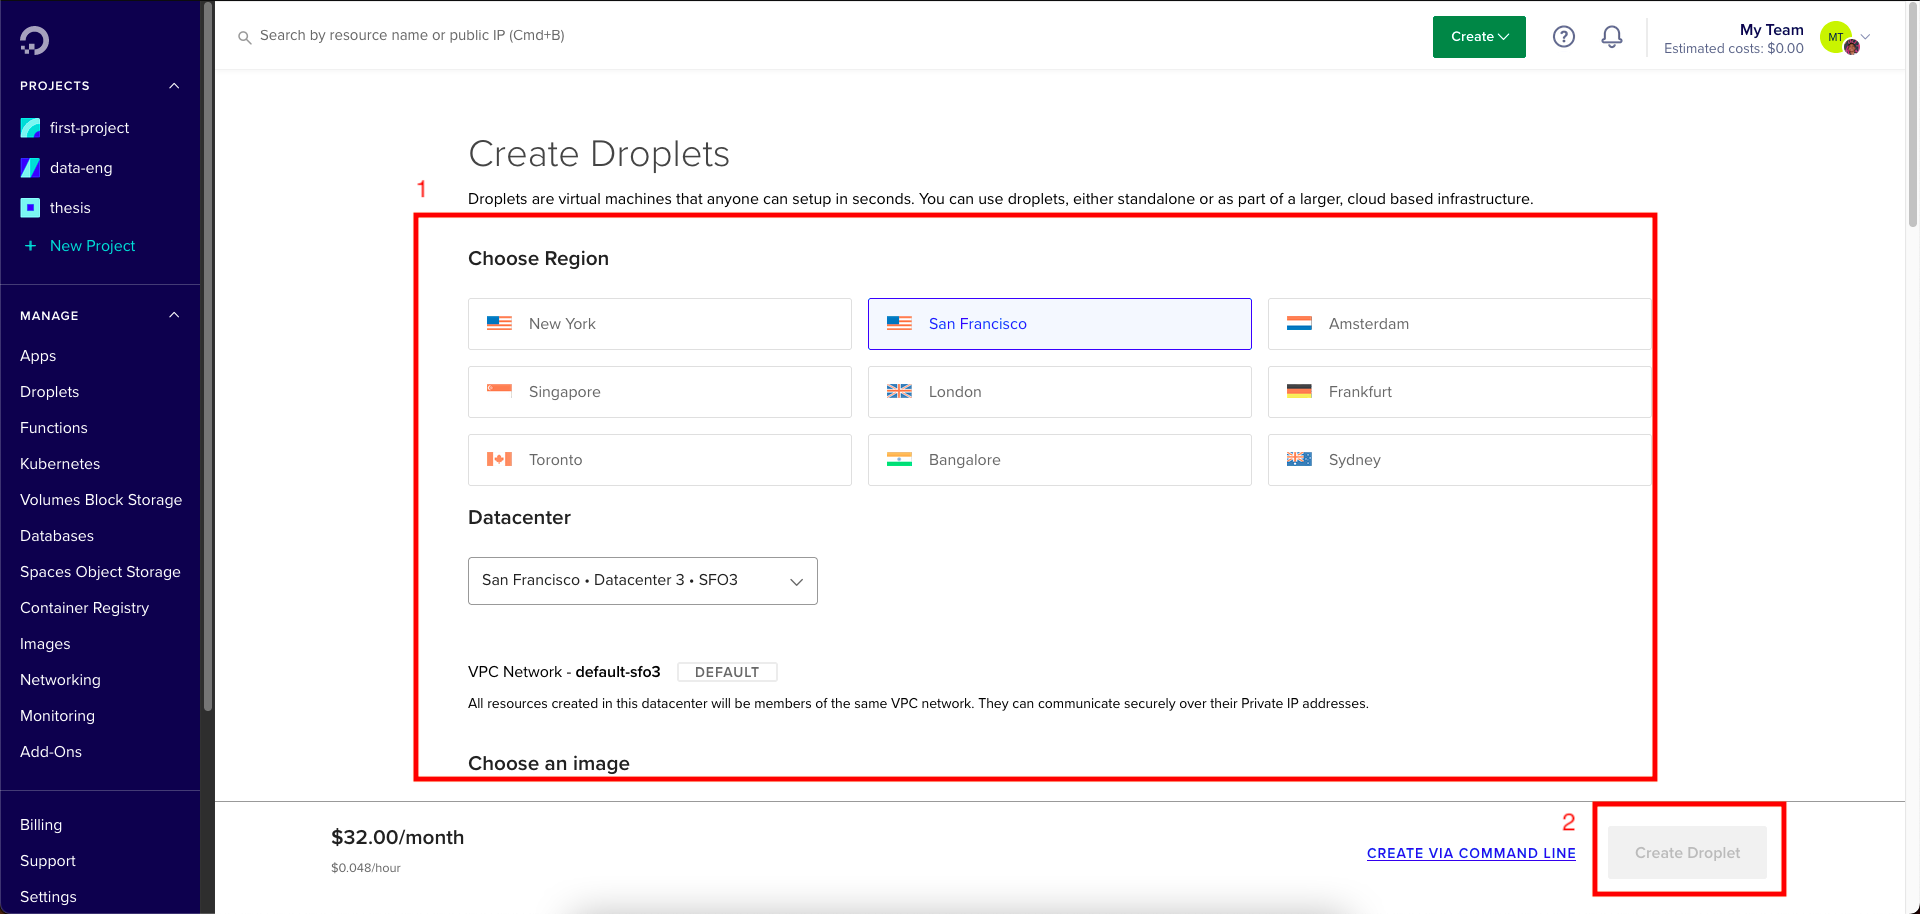 Search by resource name or public IP (Cmd+B)
Create
My Team
Estimated costs: $0.00
MT
PROJECTS
first-project
data-eng
thesis
+ New Project
MANAGE
Apps
Droplets
Functions
Kubernetes
Volumes Block Storage
Databases
Spaces Object Storage
Container Registry
Images
Networking
Monitoring
Add-Ons
Billing
Support
Settings
Create Droplets
1
Droplets are virtual machines that anyone can setup in seconds. You can use droplets, either standalone or as part of a larger, cloud based infrastructure.
Choose Region
New York
San Francisco
Amsterdam
Singapore
London
Frankfurt
Toronto
Bangalore
Sydney
Datacenter
San Francisco • Datacenter 3 • SFO3
VPC Network - default-sfo3 DEFAULT
All resources created in this datacenter will be members of the same VPC network. They can communicate securely over their Private IP addresses.
Choose an image
$32.00/month
$0.048/hour
CREATE VIA COMMAND LINE
2
Create Droplet